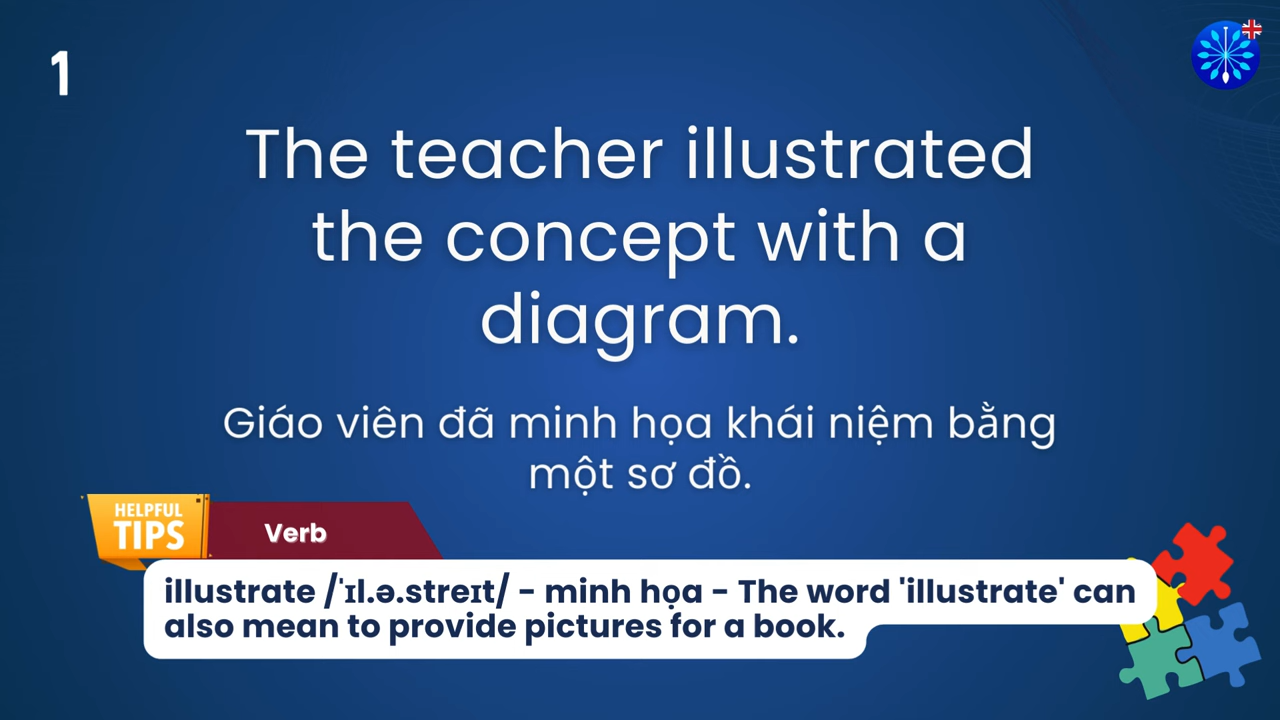 1
The teacher illustrated
the concept with a
diagram.
Giáo viên đã minh họa khái niệm bằng
một sơ đồ.
HELPFUL
TIPS
Verb
illustrate /ˈɪl.ə.streɪt/ - minh họa - The word 'illustrate' can
also mean to provide pictures for a book.